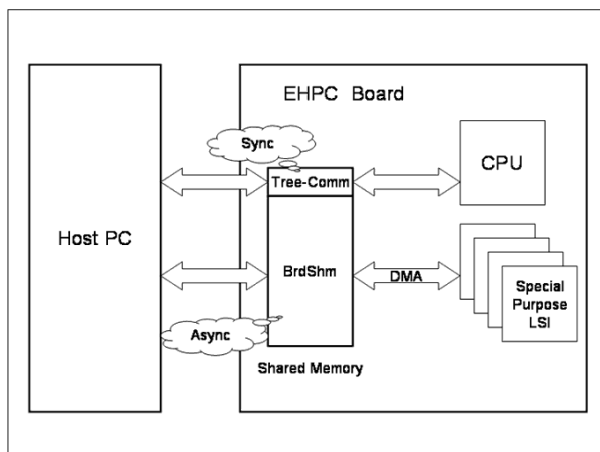 EHPC Board
Sync
Tree-Comm
CPU
Host PC
BrdShm
DMA
Special
Purpose
LSI
Async
Shared Memory